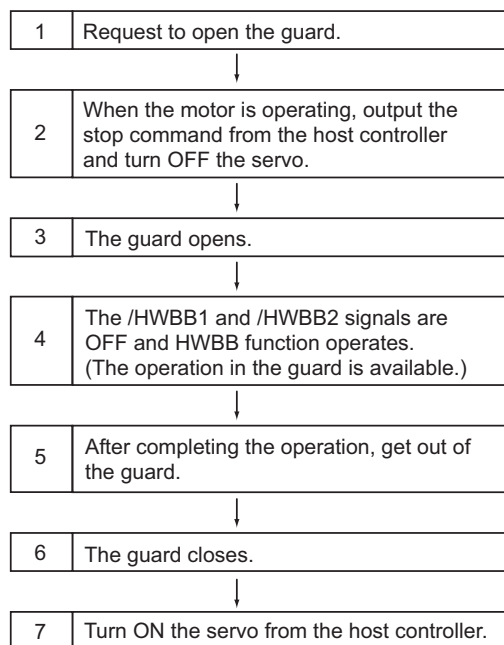 1 Request to open the guard.
2 When the motor is operating, output the
stop command from the host controller
and turn OFF the servo.
3 The guard opens.
4 The /HWBB1 and /HWBB2 signals are
OFF and HWBB function operates.
(The operation in the guard is available.)
5 After completing the operation, get out of
the guard.
6 The guard closes.
7 Turn ON the servo from the host controller.